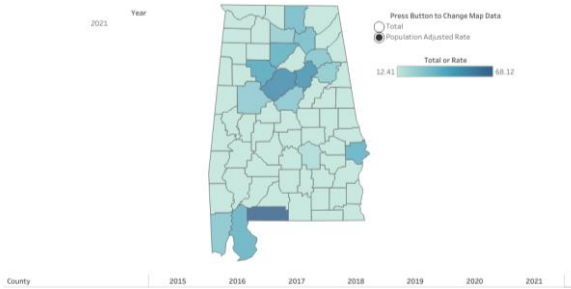 Year
2021
Press Button to Change Map Data
Total
Population Adjusted Rate
Total or Rate
12.41
68.12
County 2015 2016 2017 2018 2019 2020 2021